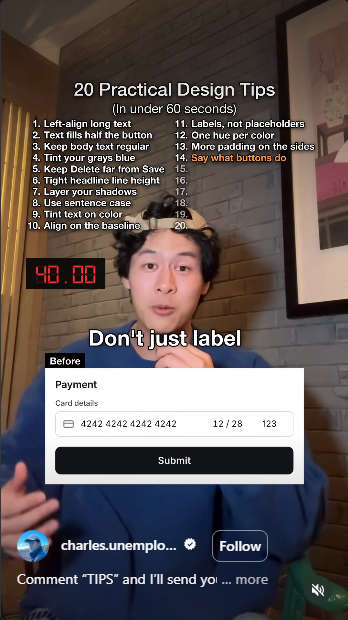 20 Practical Design Tips
(In under 60 seconds)
1. Left-align long text
2. Text fills half the button
3. Keep body text regular
4. Tint your grays blue
5. Keep Delete far from Save
6. Tight headline line height
7. Layer your shadows
8. Use sentence case
9. Tint text on color
10. Align on the baseline
11. Labels, not placeholders
12. One hue per color
13. More padding on the sides
14. Say what buttons do
15.
16.
17.
18.
19.
20.
40.00
Don't just label
Before
Payment
Card details
4242 4242 4242 4242 12 / 28 123
Submit
charles.unemplo... Follow
Comment “TIPS” and I’ll send you ... more